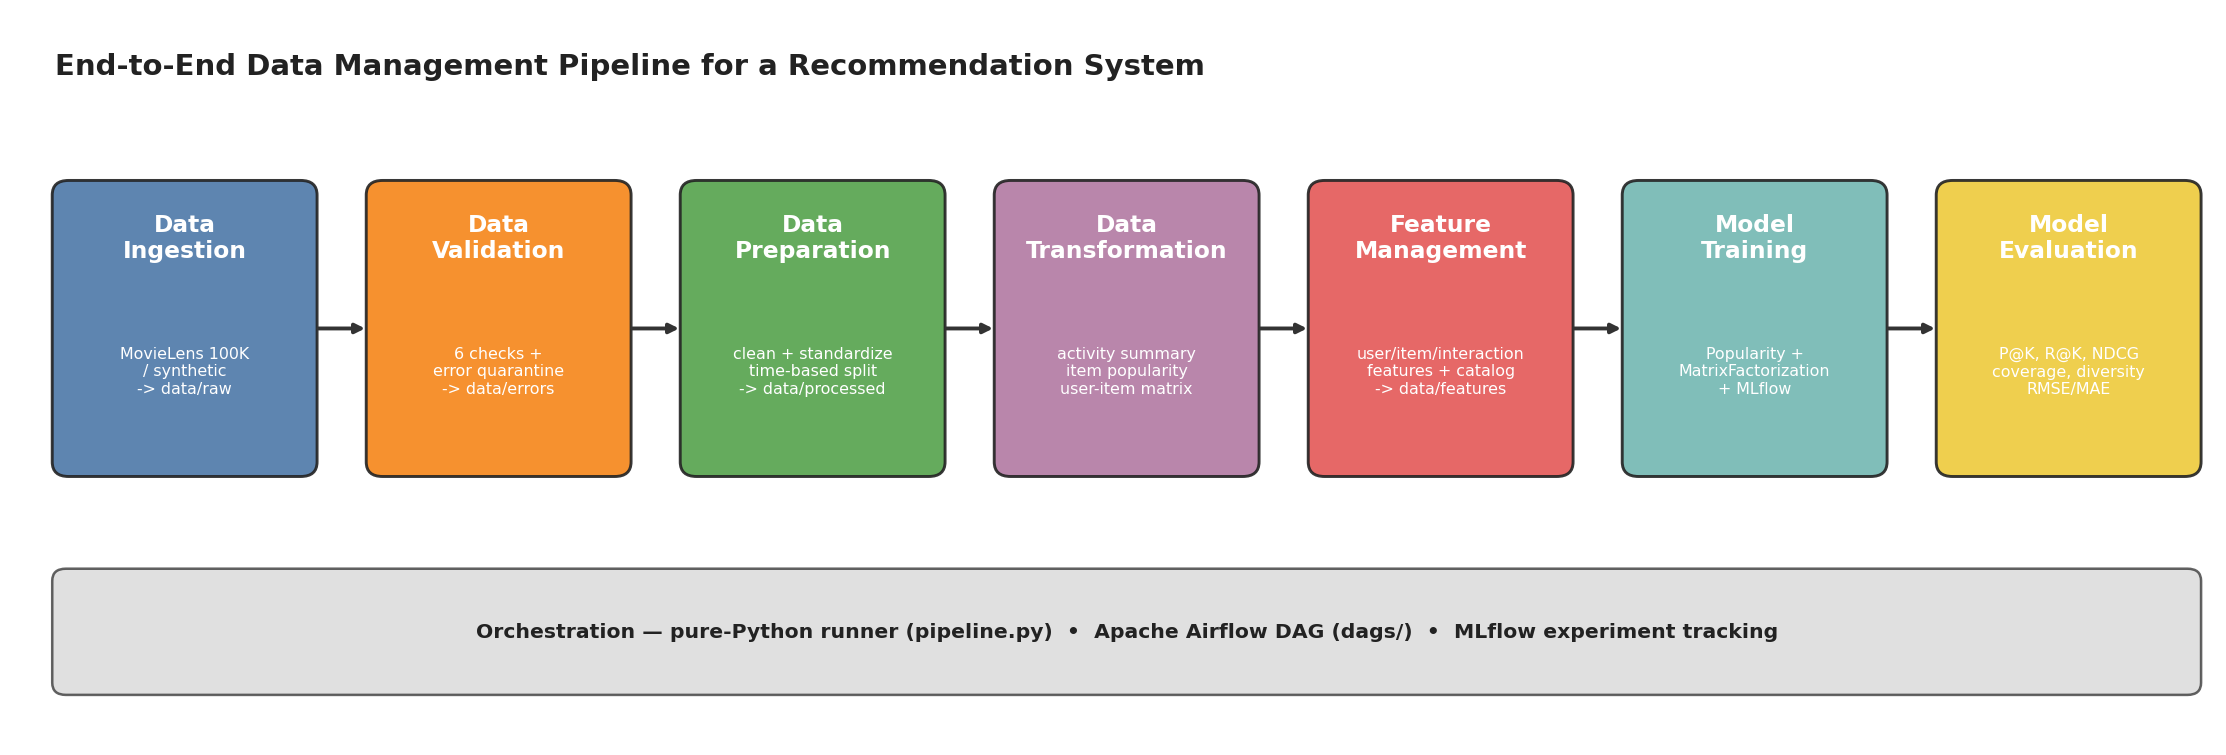 End-to-End Data Management Pipeline for a Recommendation System
Data
Ingestion
MovieLens 100K
/ synthetic
-> data/raw
Data
Validation
6 checks +
error quarantine
-> data/errors
Data
Preparation
clean + standardize
time-based split
-> data/processed
Data
Transformation
activity summary
item popularity
user-item matrix
Feature
Management
user/item/interaction
features + catalog
-> data/features
Model
Training
Popularity +
MatrixFactorization
+ MLflow
Model
Evaluation
P@K, R@K, NDCG
coverage, diversity
RMSE/MAE
Orchestration — pure-Python runner (pipeline.py) • Apache Airflow DAG (dags/) • MLflow experiment tracking